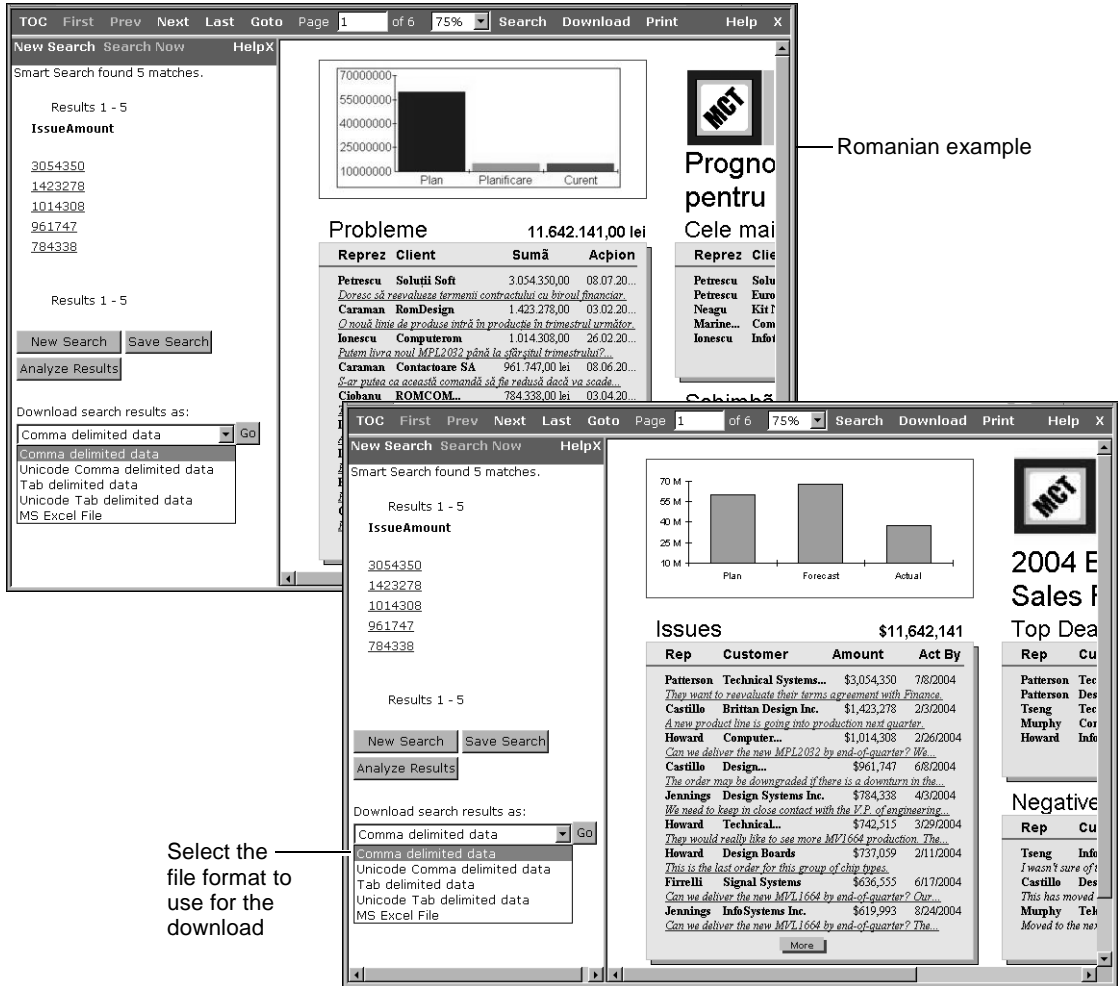 TOC First Prev Next Last Goto Page 1 of 6 75% Search Download Print Help X
New Search Search Now HelpX
Smart Search found 5 matches.
Results 1 - 5
IssueAmount
3054350
1423278
1014308
961747
784338
Results 1 - 5
New Search Save Search
Analyze Results
Download search results as:
Comma delimited data Go
Comma delimited data
Unicode Comma delimited data
Tab delimited data
Unicode Tab delimited data
MS Excel File
70000000
55000000
40000000
25000000
10000000
Plan Planificare Curent
Probleme 11.642.141,00 lei
Reprez Client Sumã Acþion
Petrescu Soluții Soft 3.054.350,00 08.07.20...
Doresc să reevalueze termenii contractului cu biroul financiar.
Caraman RomDesign 1.423.278,00 03.02.20...
O nouă linie de produse intră în producție în trimestrul următor.
Ionescu Computerom 1.014.308,00 26.02.20...
Putem livra noul MPL2032 până la sfârșitul trimestrului?...
Caraman Contactoare SA 961.747,00 lei 08.06.20...
S-ar putea ca această comandă să fie redusă dacă va scade...
Ciobanu ROMCOM... 784.338,00 lei 03.04.20...
MCT
Progno
pentru
Cele mai
Reprez Clie
Petrescu Solu
Petrescu Euro
Neagu Kit
Marine... Com
Ionescu Infot
Schimbã
Romanian example
TOC First Prev Next Last Goto Page 1 of 6 75% Search Download Print Help X
New Search Search Now HelpX
Smart Search found 5 matches.
Results 1 - 5
IssueAmount
3054350
1423278
1014308
961747
784338
Results 1 - 5
New Search Save Search
Analyze Results
Download search results as:
Comma delimited data Go
Comma delimited data
Unicode Comma delimited data
Tab delimited data
Unicode Tab delimited data
MS Excel File
Select the
file format to
use for the
download
70 M
55 M
40 M
25 M
10 M
Plan Forecast Actual
Issues $11,642,141
Rep Customer Amount Act By
Patterson Technical Systems... $3,054,350 7/8/2004
They want to reevaluate their terms agreement with Finance.
Castillo Brittan Design Inc. $1,423,278 2/3/2004
A new product line is going into production next quarter.
Howard Computer... $1,014,308 2/26/2004
Can we deliver the new MPL2032 by end-of-quarter? We...
Castillo Design... $961,747 6/8/2004
The order may be downgraded if there is a downturn in the...
Jennings Design Systems Inc. $784,338 4/3/2004
We need to keep in close contact with the V.P. of engineering...
Howard Technical... $742,515 3/29/2004
They would really like to see more MV1664 production. The...
Howard Design Boards $737,059 2/11/2004
This is the last order for this group of chip types.
Firrelli Signal Systems $636,555 6/17/2004
Can we deliver the new MVL1664 by end-of-quarter? Our...
Jennings InfoSystems Inc. $619,993 8/24/2004
Can we deliver the new MVL1664 by end-of-quarter? The...
More
MCT
2004 E
Sales F
Top Dea
Rep Cu
Patterson Tec
Patterson Des
Tseng Tec
Murphy Cor
Howard Info
Negative
Rep Cu
Tseng Info
I wasn't sure of t
Castillo Des
This has moved
Murphy Tek
Moved to the nex